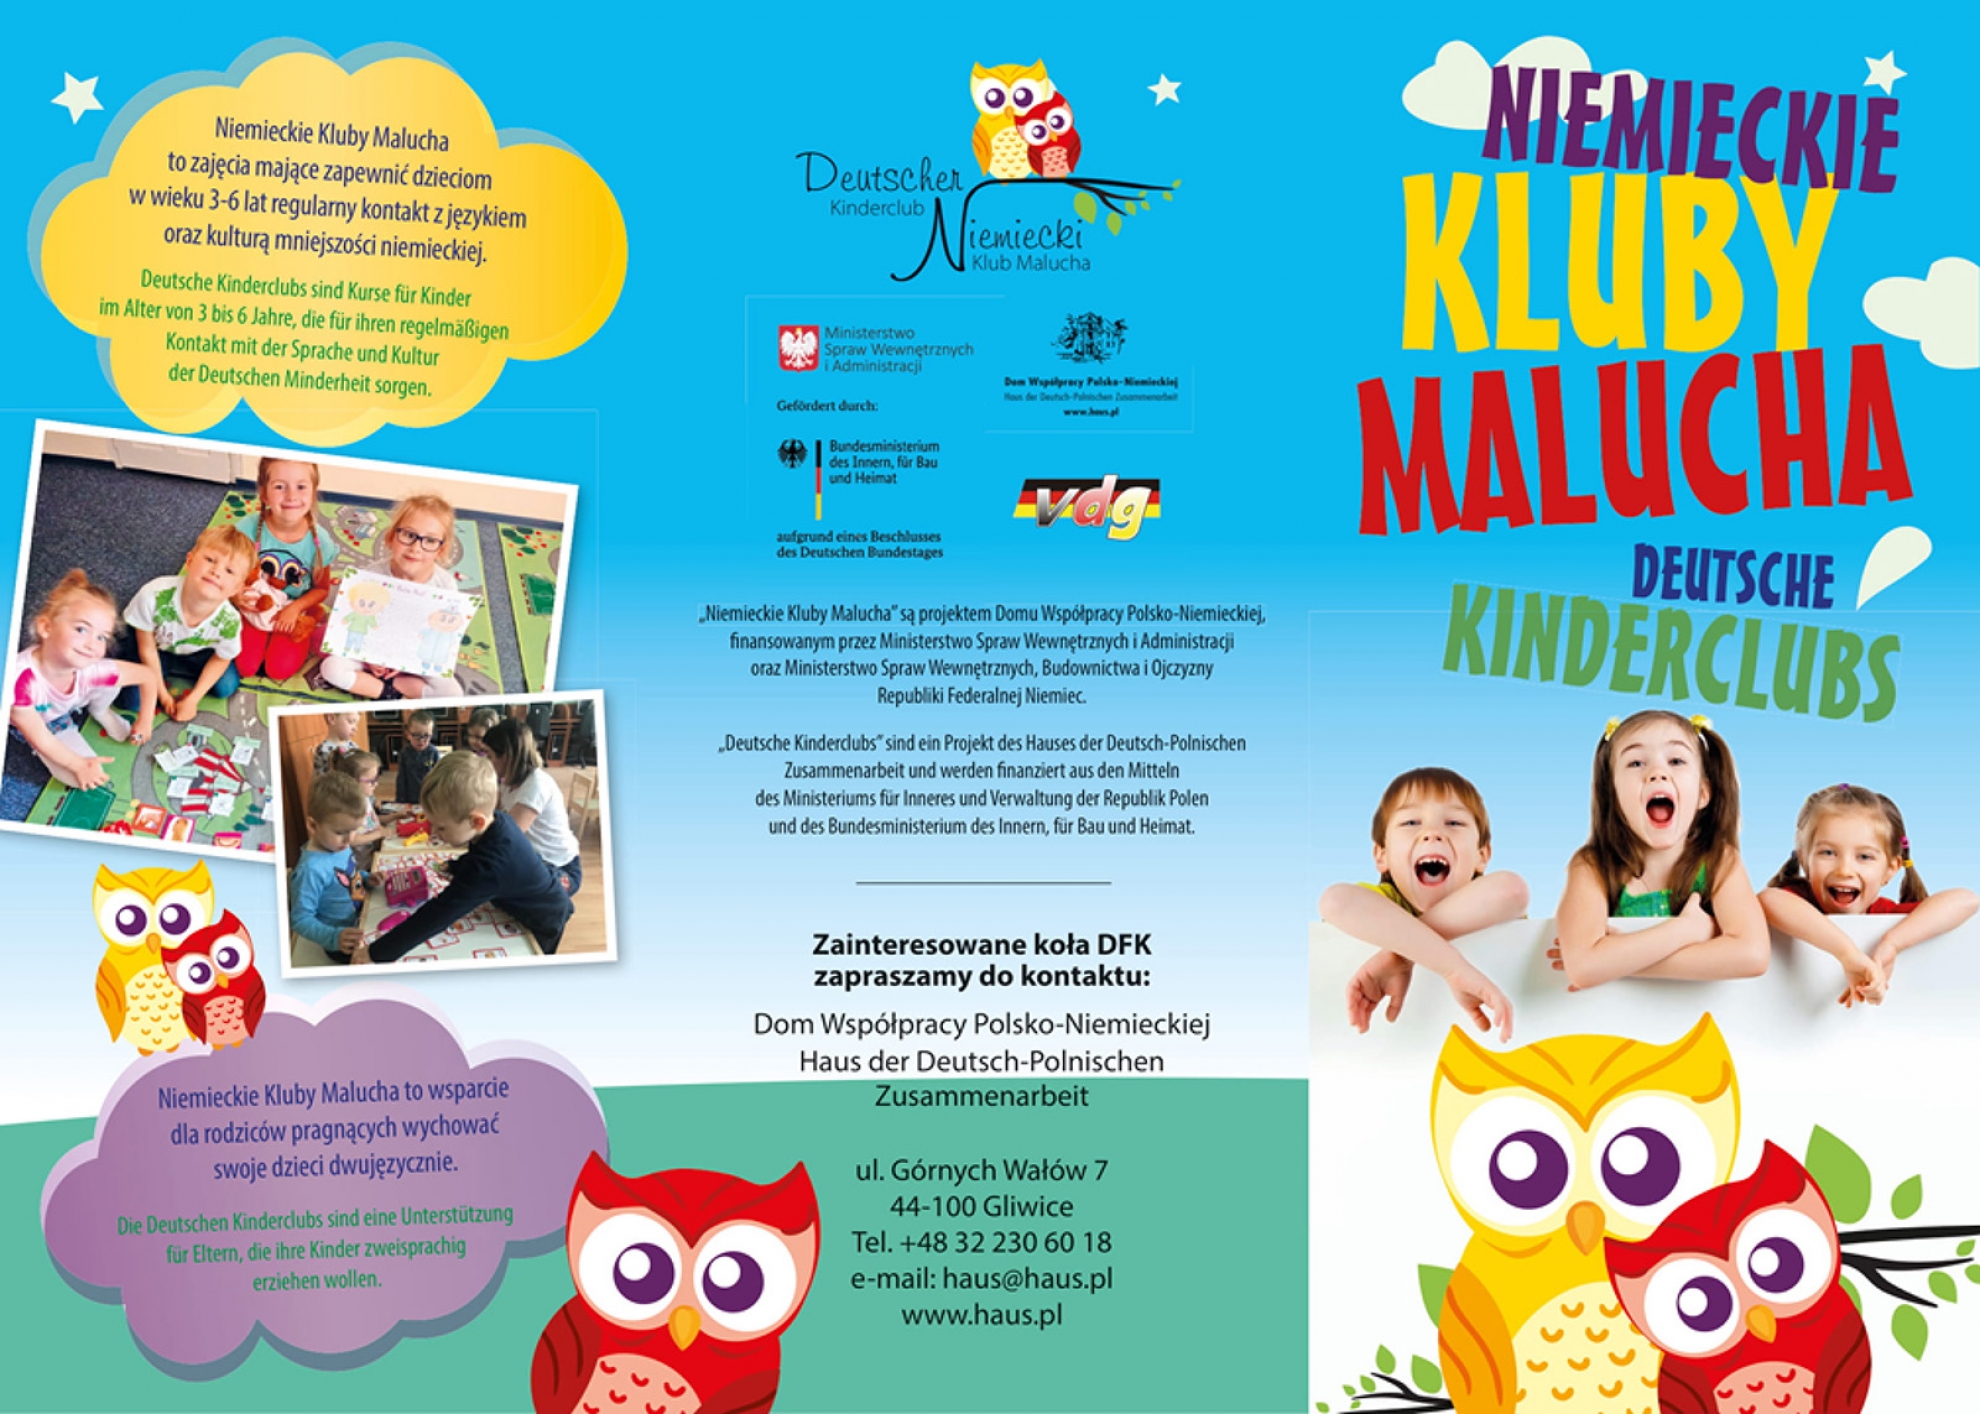 Niemieckie Kluby Malucha
to zajęcia mające zapewnić dzieciom
w wieku 3-6 lat regularny kontakt z językiem
oraz kulturą mniejszości niemieckiej.
Deutsche Kinderclubs sind Kurse für Kinder
im Alter von 3 bis 6 Jahre, die für ihren regelmäßigen
Kontakt mit der Sprache und Kultur
der Deutschen Minderheit sorgen.
Niemieckie Kluby Malucha to wsparcie
dla rodziców pragnących wychować
swoje dzieci dwujęzycznie.
Die Deutschen Kinderclubs sind eine Unterstützung
für Eltern, die ihre Kinder zweisprachig
erziehen wollen.
Deutscher
Kinderclub
Niemiecki
Klub Malucha
Ministerstwo
Spraw Wewnętrznych
i Administracji
Dom Współpracy Polsko-Niemieckiej
Haus der Deutsch-Polnischen Zusammenarbeit
www.haus.pl
Gefördert durch:
Bundesministerium
des Innern, für Bau
und Heimat
aufgrund eines Beschlusses
des Deutschen Bundestages
vdg
„Niemieckie Kluby Malucha” są projektem Domu Współpracy Polsko-Niemieckiej,
finansowanym przez Ministerstwo Spraw Wewnętrznych i Administracji
oraz Ministerstwo Spraw Wewnętrznych, Budownictwa i Ojczyzny
Republiki Federalnej Niemiec.
„Deutsche Kinderclubs” sind ein Projekt des Hauses der Deutsch-Polnischen
Zusammenarbeit und werden finanziert aus den Mitteln
des Ministeriums für Inneres und Verwaltung der Republik Polen
und des Bundesministerium des Innern, für Bau und Heimat.
Zainteresowane koła DFK
zapraszamy do kontaktu:
Dom Współpracy Polsko-Niemieckiej
Haus der Deutsch-Polnischen
Zusammenarbeit
ul. Górnych Wałów 7
44-100 Gliwice
Tel. +48 32 230 60 18
e-mail: haus@haus.pl
www.haus.pl
NIEMIECKIE
KLUBY
MALUCHA
DEUTSCHE
KINDERCLUBS